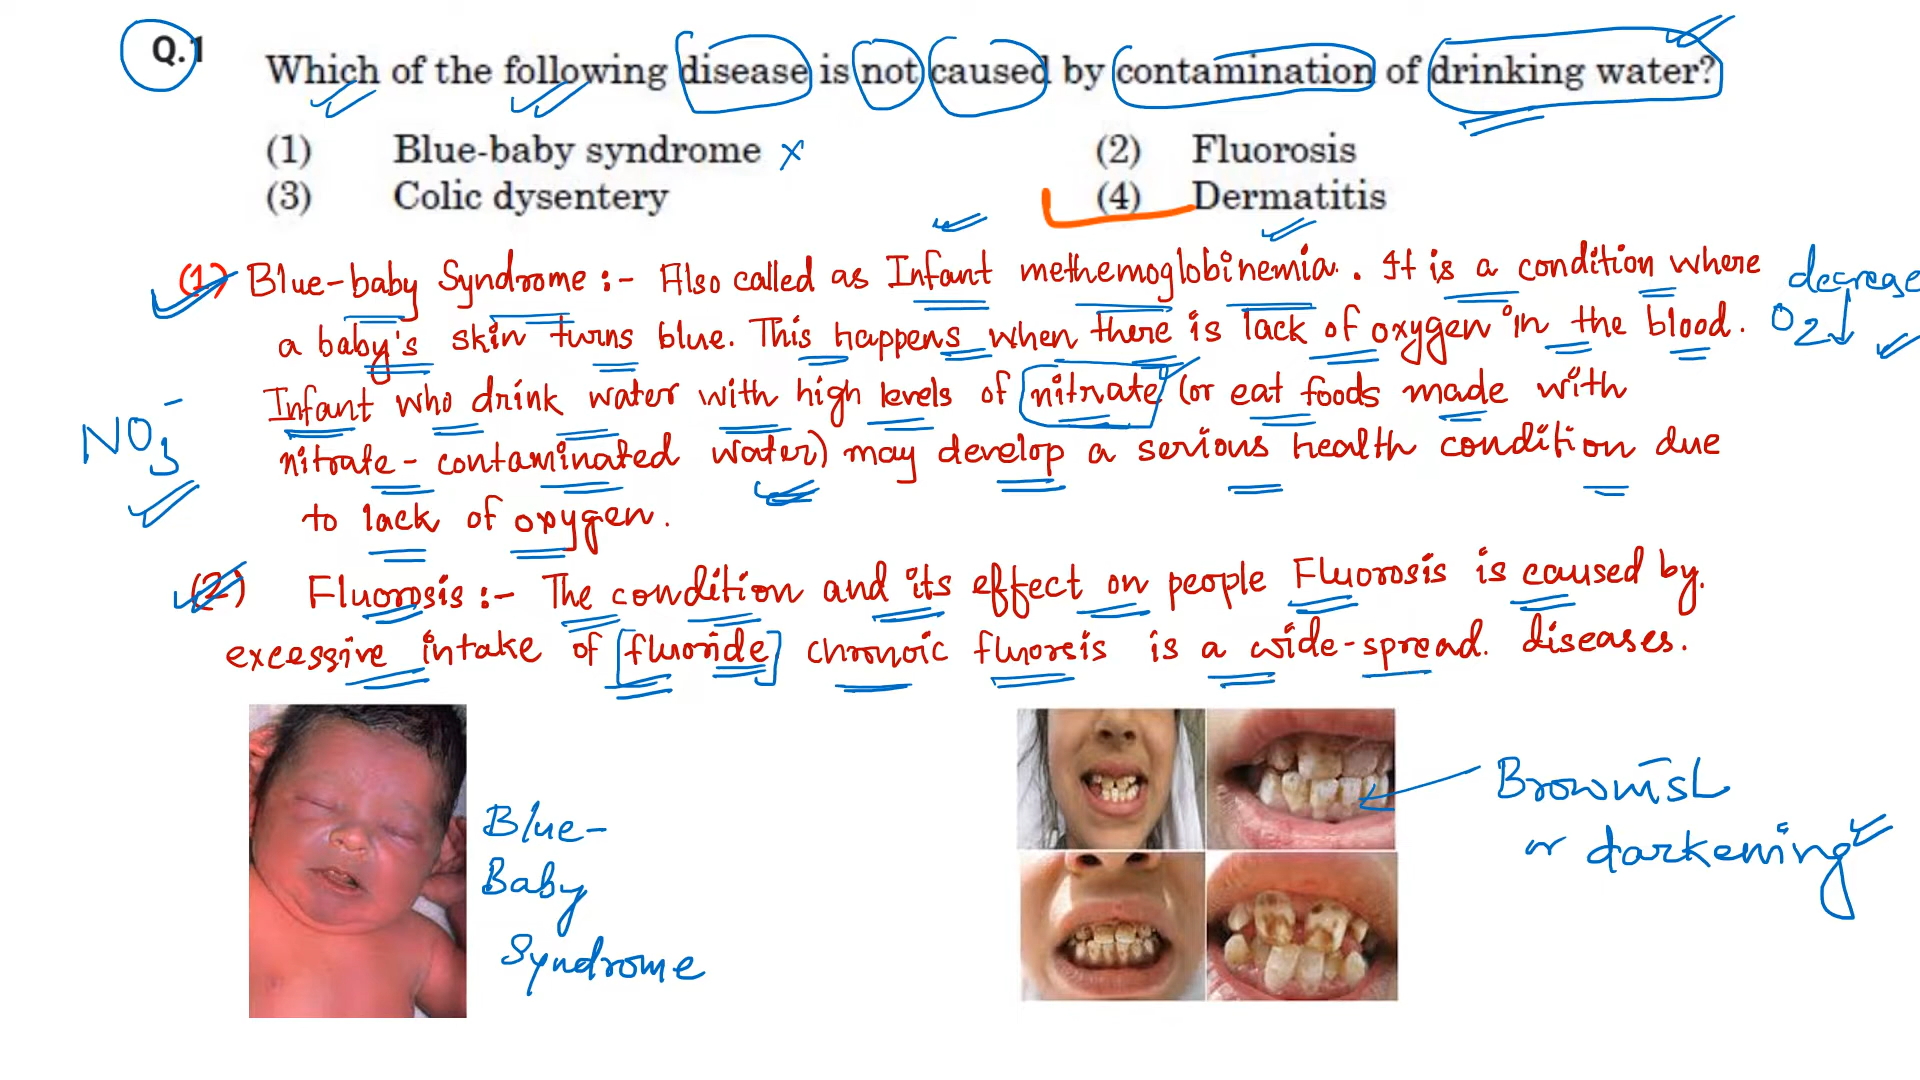 Q.1
Which of the following disease is not caused by contamination of drinking water?
(1) Blue-baby syndrome x (2) Fluorosis
(3) Colic dysentery (4) Dermatitis
(1) Blue-baby Syndrome :- Also called as Infant methemoglobinemia. It is a condition where
decrease
a baby's skin turns blue. This happens when there is lack of oxygen in the blood.
O2↓
Infant who drink water with high levels of nitrate (or eat foods made with
NO3-
nitrate-contaminated water) may develop a serious health condition due
to lack of oxygen.
(2) Fluorosis :- The condition and its effect on people Fluorosis is caused by.
excessive intake of [fluoride] chronoic fluorsis is a wide-spread. diseases.
Blue-
Baby
Syndrome
Brownish
or darkening